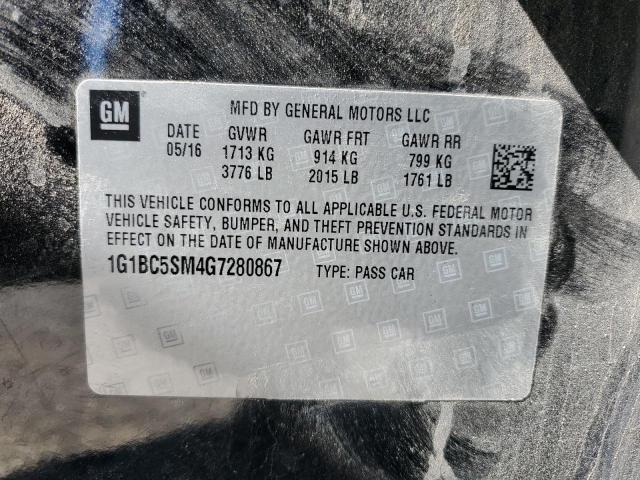 GM MFD BY GENERAL MOTORS LLC
DATE GVWR GAWR FRT GAWR RR
05/16 1713 KG 914 KG 799 KG
3776 LB 2015 LB 1761 LB
THIS VEHICLE CONFORMS TO ALL APPLICABLE U.S. FEDERAL MOTOR
VEHICLE SAFETY, BUMPER, AND THEFT PREVENTION STANDARDS IN
EFFECT ON THE DATE OF MANUFACTURE SHOWN ABOVE.
1G1BC5SM4G7280867 TYPE: PASS CAR